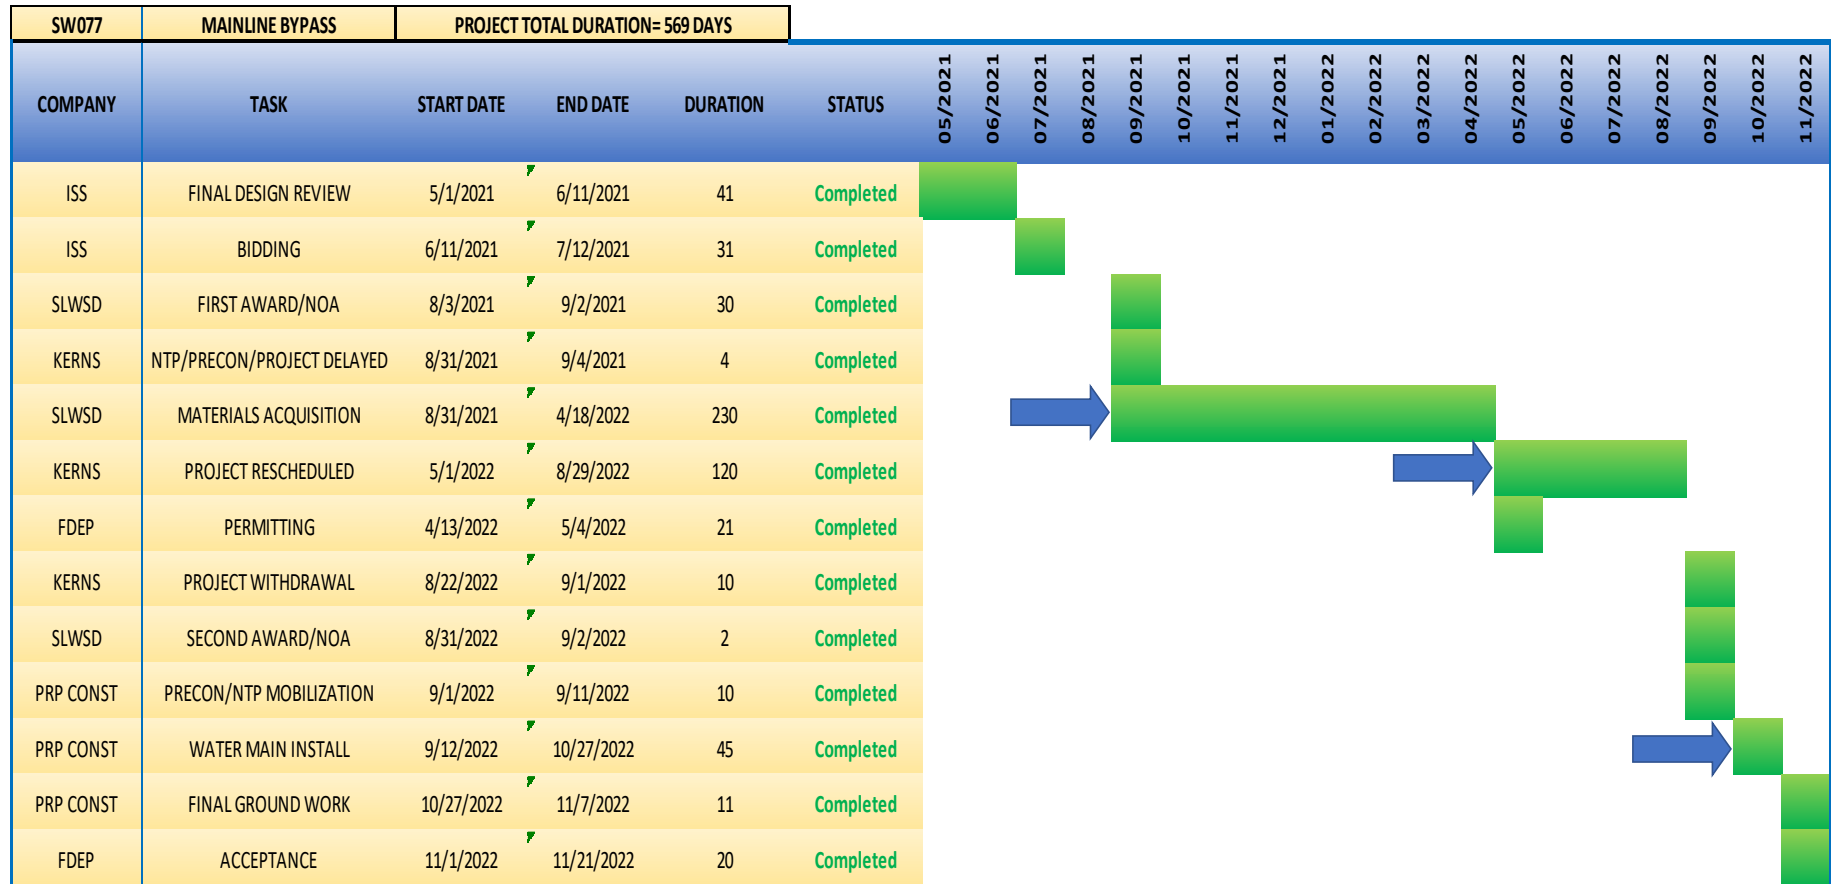 SW077 MAINLINE BYPASS PROJECT TOTAL DURATION= 569 DAYS
COMPANY TASK START DATE END DATE DURATION STATUS 05/2021 06/2021 07/2021 08/2021 09/2021 10/2021 11/2021 12/2021 01/2022 02/2022 03/2022 04/2022 05/2022 06/2022 07/2022 08/2022 09/2022 10/2022 11/2022
ISS FINAL DESIGN REVIEW 5/1/2021 6/11/2021 41 Completed
ISS BIDDING 6/11/2021 7/12/2021 31 Completed
SLWSD FIRST AWARD/NOA 8/3/2021 9/2/2021 30 Completed
KERNS NTP/PRECON/PROJECT DELAYED 8/31/2021 9/4/2021 4 Completed
SLWSD MATERIALS ACQUISITION 8/31/2021 4/18/2022 230 Completed
KERNS PROJECT RESCHEDULED 5/1/2022 8/29/2022 120 Completed
FDEP PERMITTING 4/13/2022 5/4/2022 21 Completed
KERNS PROJECT WITHDRAWAL 8/22/2022 9/1/2022 10 Completed
SLWSD SECOND AWARD/NOA 8/31/2022 9/2/2022 2 Completed
PRP CONST PRECON/NTP MOBILIZATION 9/1/2022 9/11/2022 10 Completed
PRP CONST WATER MAIN INSTALL 9/12/2022 10/27/2022 45 Completed
PRP CONST FINAL GROUND WORK 10/27/2022 11/7/2022 11 Completed
FDEP ACCEPTANCE 11/1/2022 11/21/2022 20 Completed